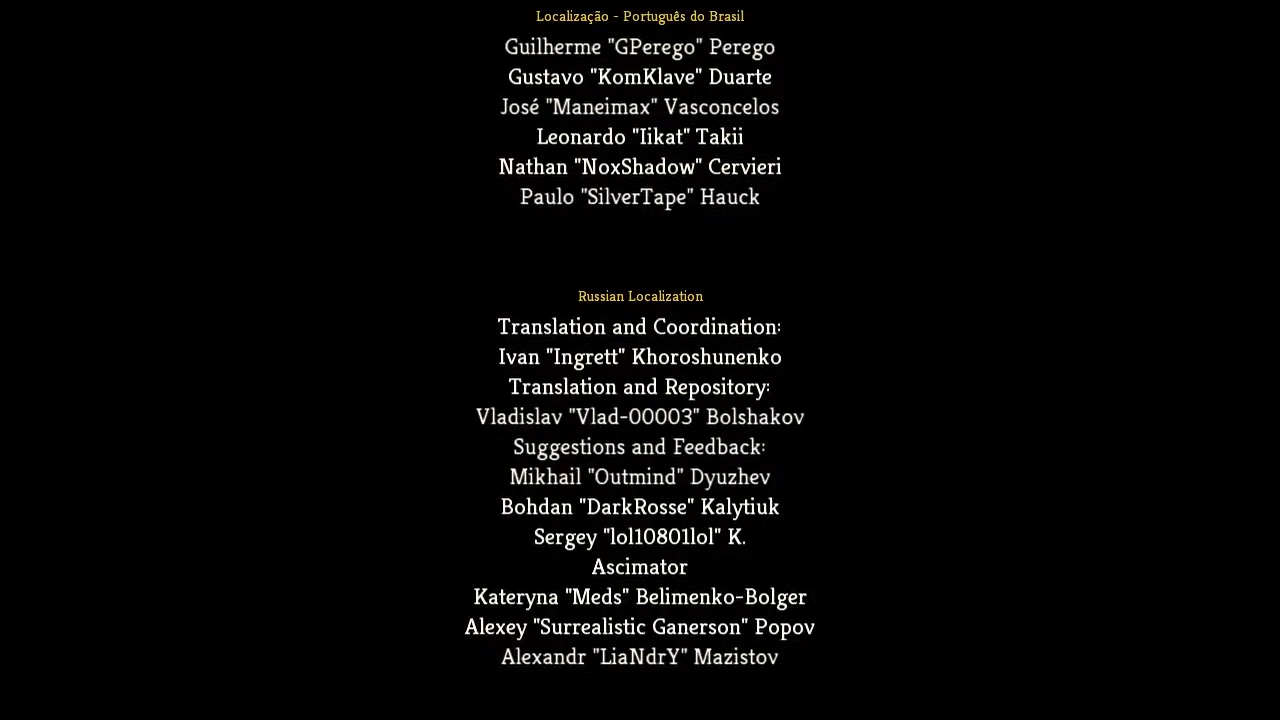 Localização - Português do Brasil
Guilherme "GPerego" Perego
Gustavo "KomKlave" Duarte
José "Maneimax" Vasconcelos
Leonardo "Iikat" Takii
Nathan "NoxShadow" Cervieri
Paulo "SilverTape" Hauck
Russian Localization
Translation and Coordination:
Ivan "Ingrett" Khoroshunenko
Translation and Repository:
Vladislav "Vlad-00003" Bolshakov
Suggestions and Feedback:
Mikhail "Outmind" Dyuzhev
Bohdan "DarkRosse" Kalytiuk
Sergey "lol10801lol" K.
Ascimator
Kateryna "Meds" Belimenko-Bolger
Alexey "Surrealistic Ganerson" Popov
Alexandr "LiaNdrY" Mazistov